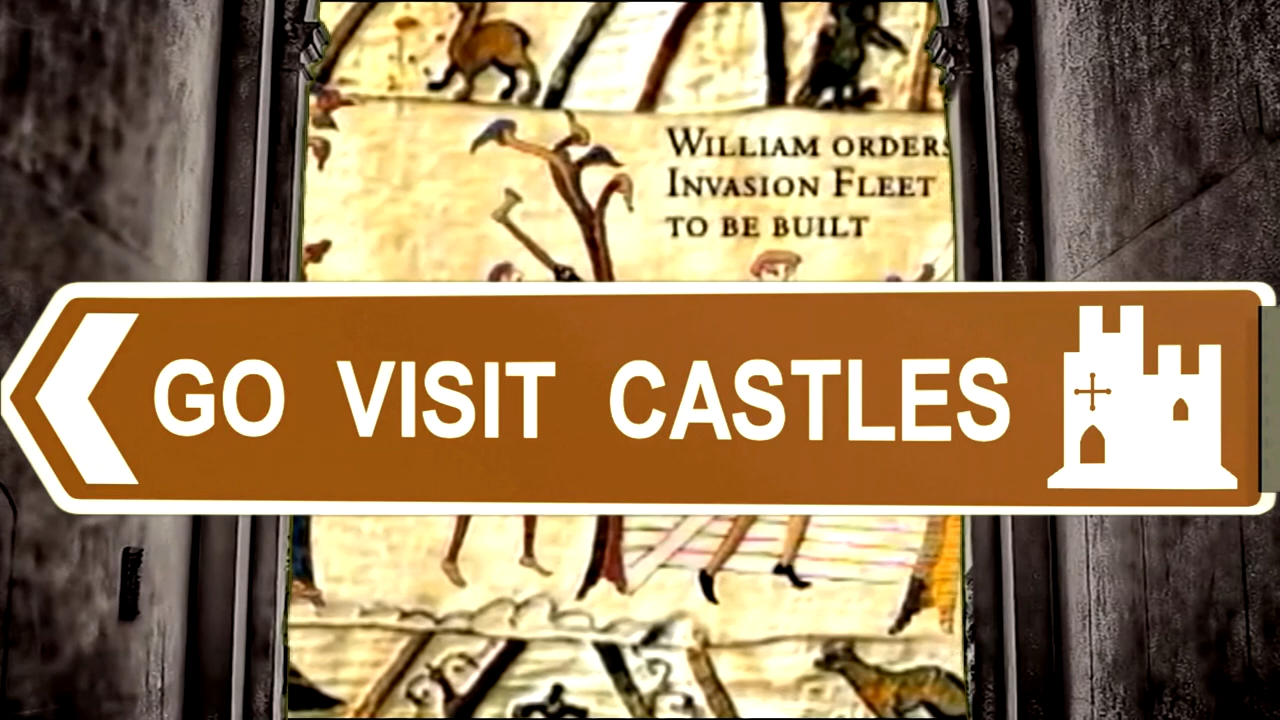 WILLIAM ORDERS
INVASION FLEET
TO BE BUILT
GO VISIT CASTLES